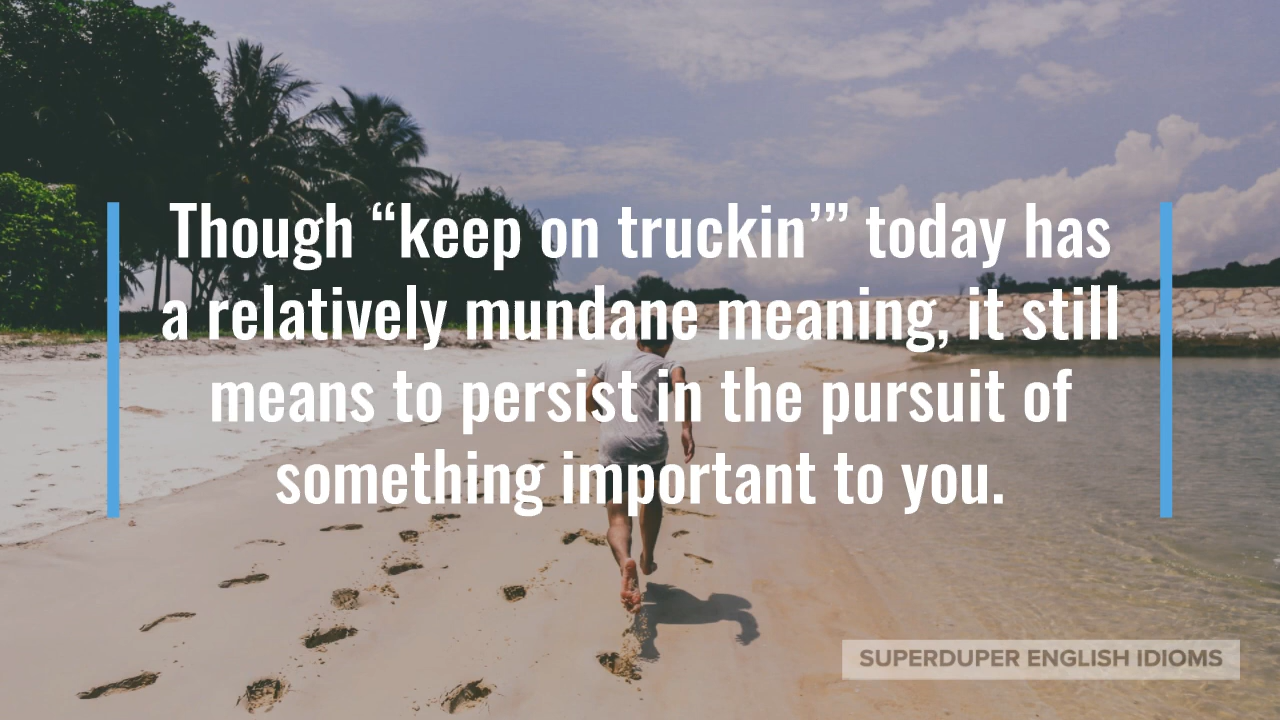 Though “keep on truckin’” today has
a relatively mundane meaning, it still
means to persist in the pursuit of
something important to you.
SUPERDUPER ENGLISH IDIOMS